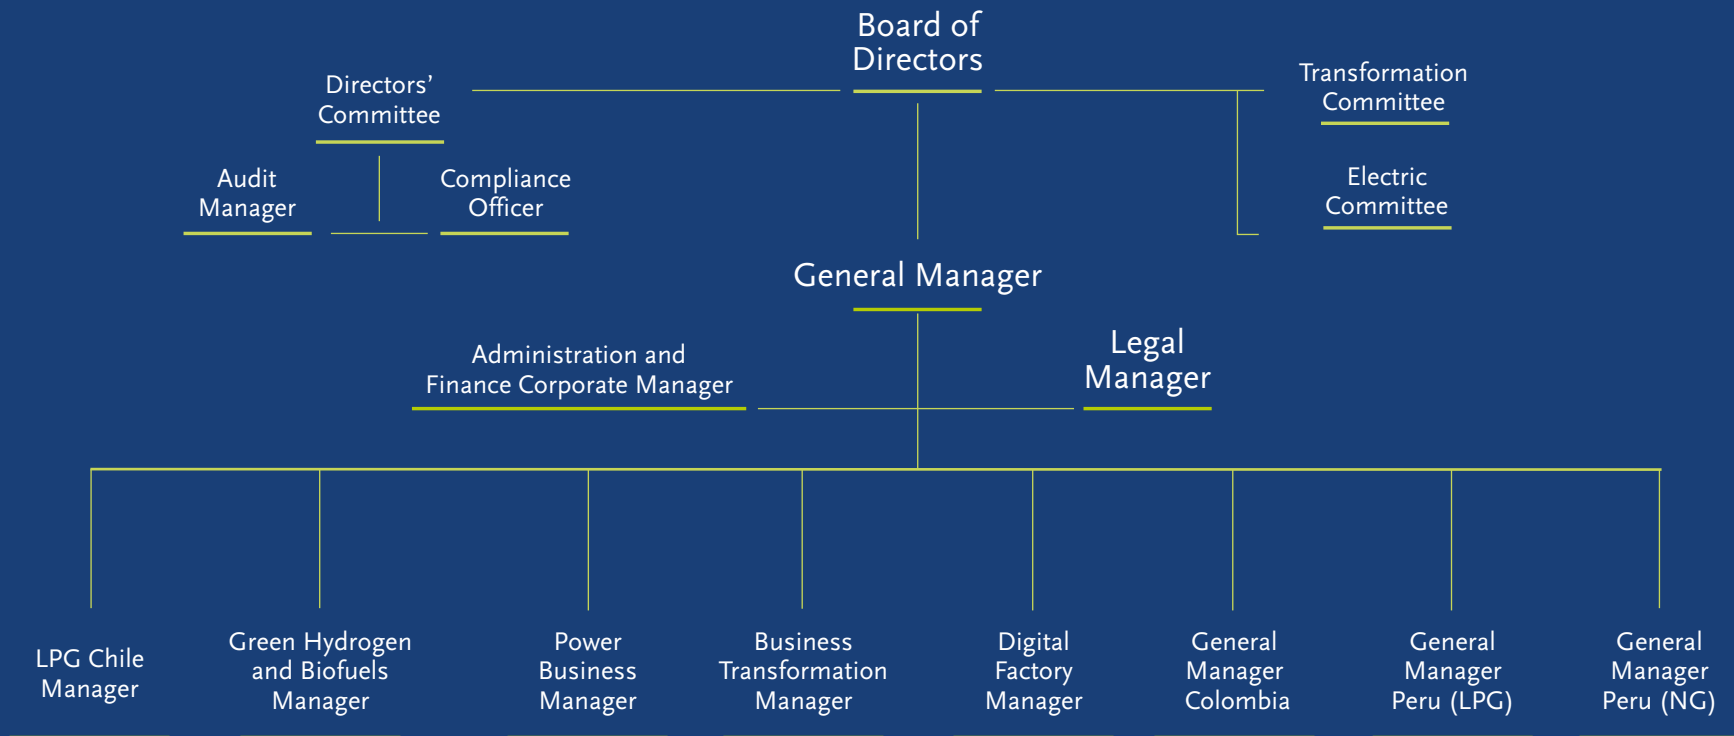 Board of
Directors
Directors’
Committee
Transformation
Committee
Audit
Manager
Compliance
Officer
Electric
Committee
General Manager
Administration and
Finance Corporate Manager
Legal
Manager
LPG Chile
Manager
Green Hydrogen
and Biofuels
Manager
Power
Business
Manager
Business
Transformation
Manager
Digital
Factory
Manager
General
Manager
Colombia
General
Manager
Peru (LPG)
General
Manager
Peru (NG)